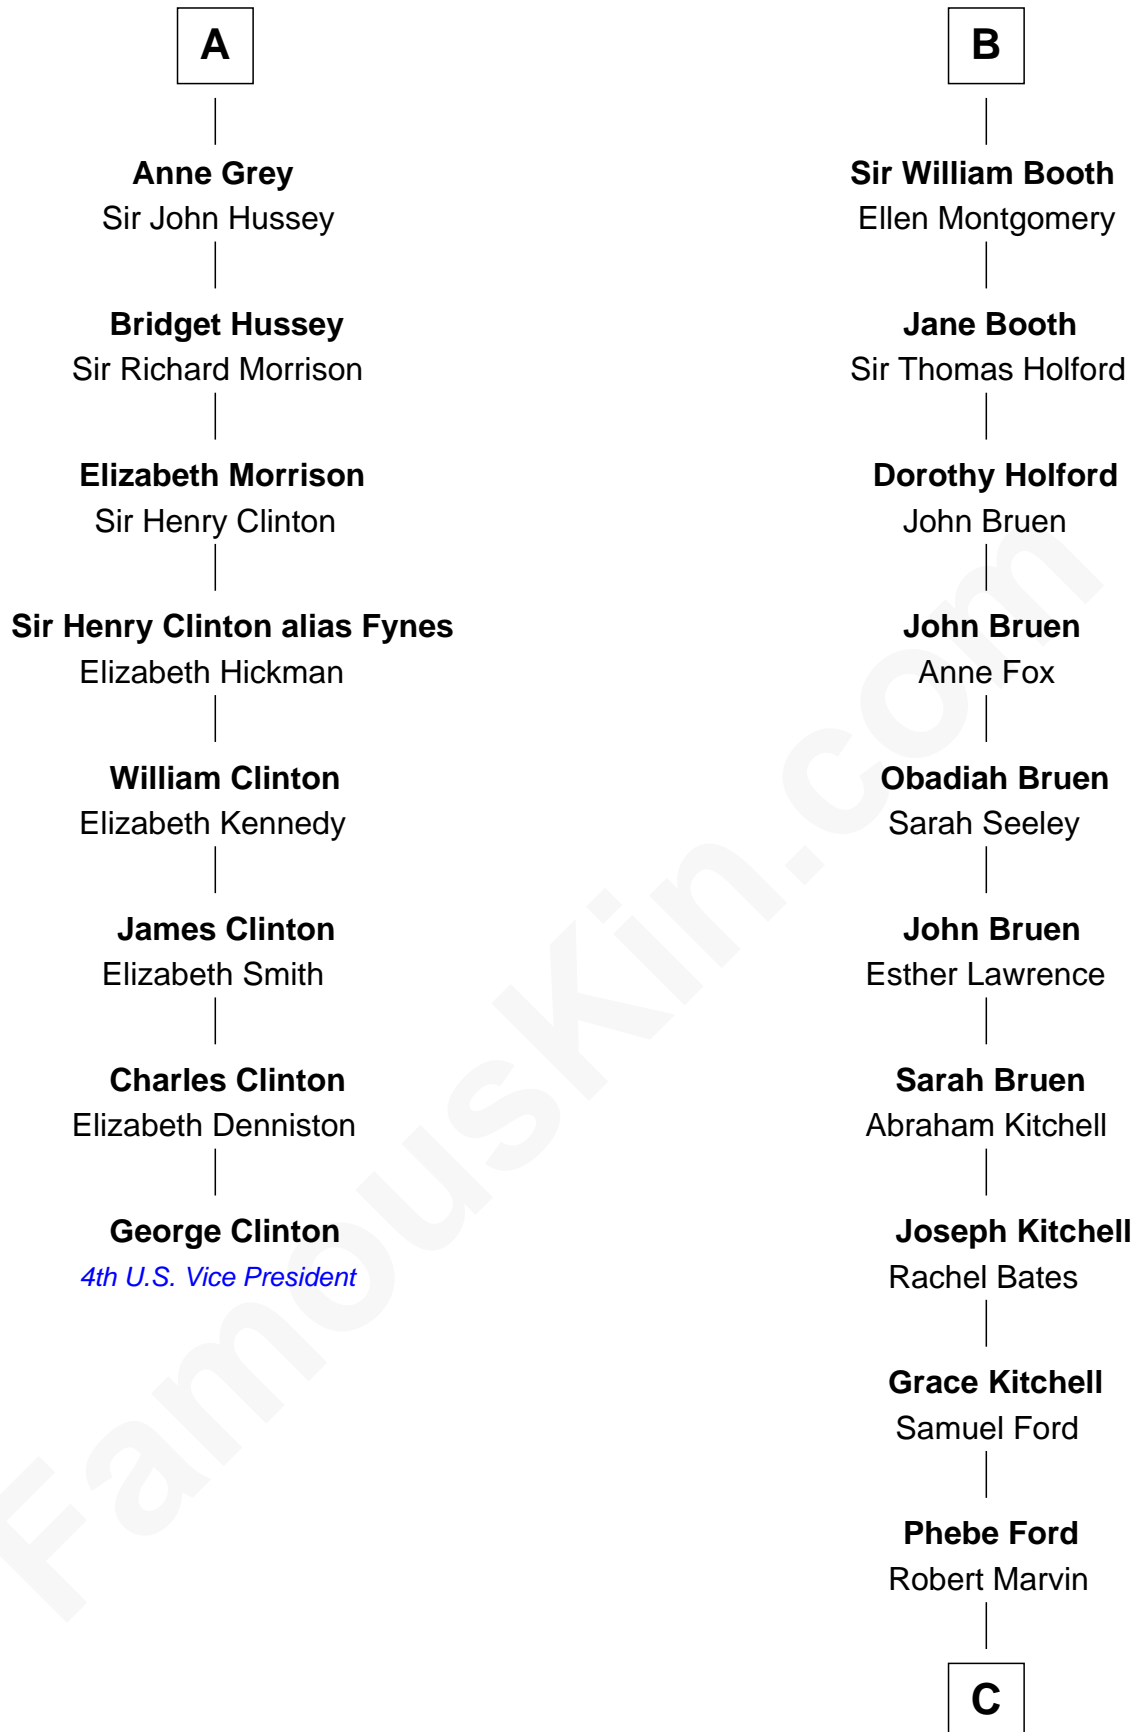 A
Anne Grey
Sir John Hussey
Bridget Hussey
Sir Richard Morrison
Elizabeth Morrison
Sir Henry Clinton
Sir Henry Clinton alias Fynes
Elizabeth Hickman
William Clinton
Elizabeth Kennedy
James Clinton
Elizabeth Smith
Charles Clinton
Elizabeth Denniston
George Clinton
4th U.S. Vice President
B
Sir William Booth
Ellen Montgomery
Jane Booth
Sir Thomas Holford
Dorothy Holford
John Bruen
John Bruen
Anne Fox
Obadiah Bruen
Sarah Seeley
John Bruen
Esther Lawrence
Sarah Bruen
Abraham Kitchell
Joseph Kitchell
Rachel Bates
Grace Kitchell
Samuel Ford
Phebe Ford
Robert Marvin
C
FamousKin.com